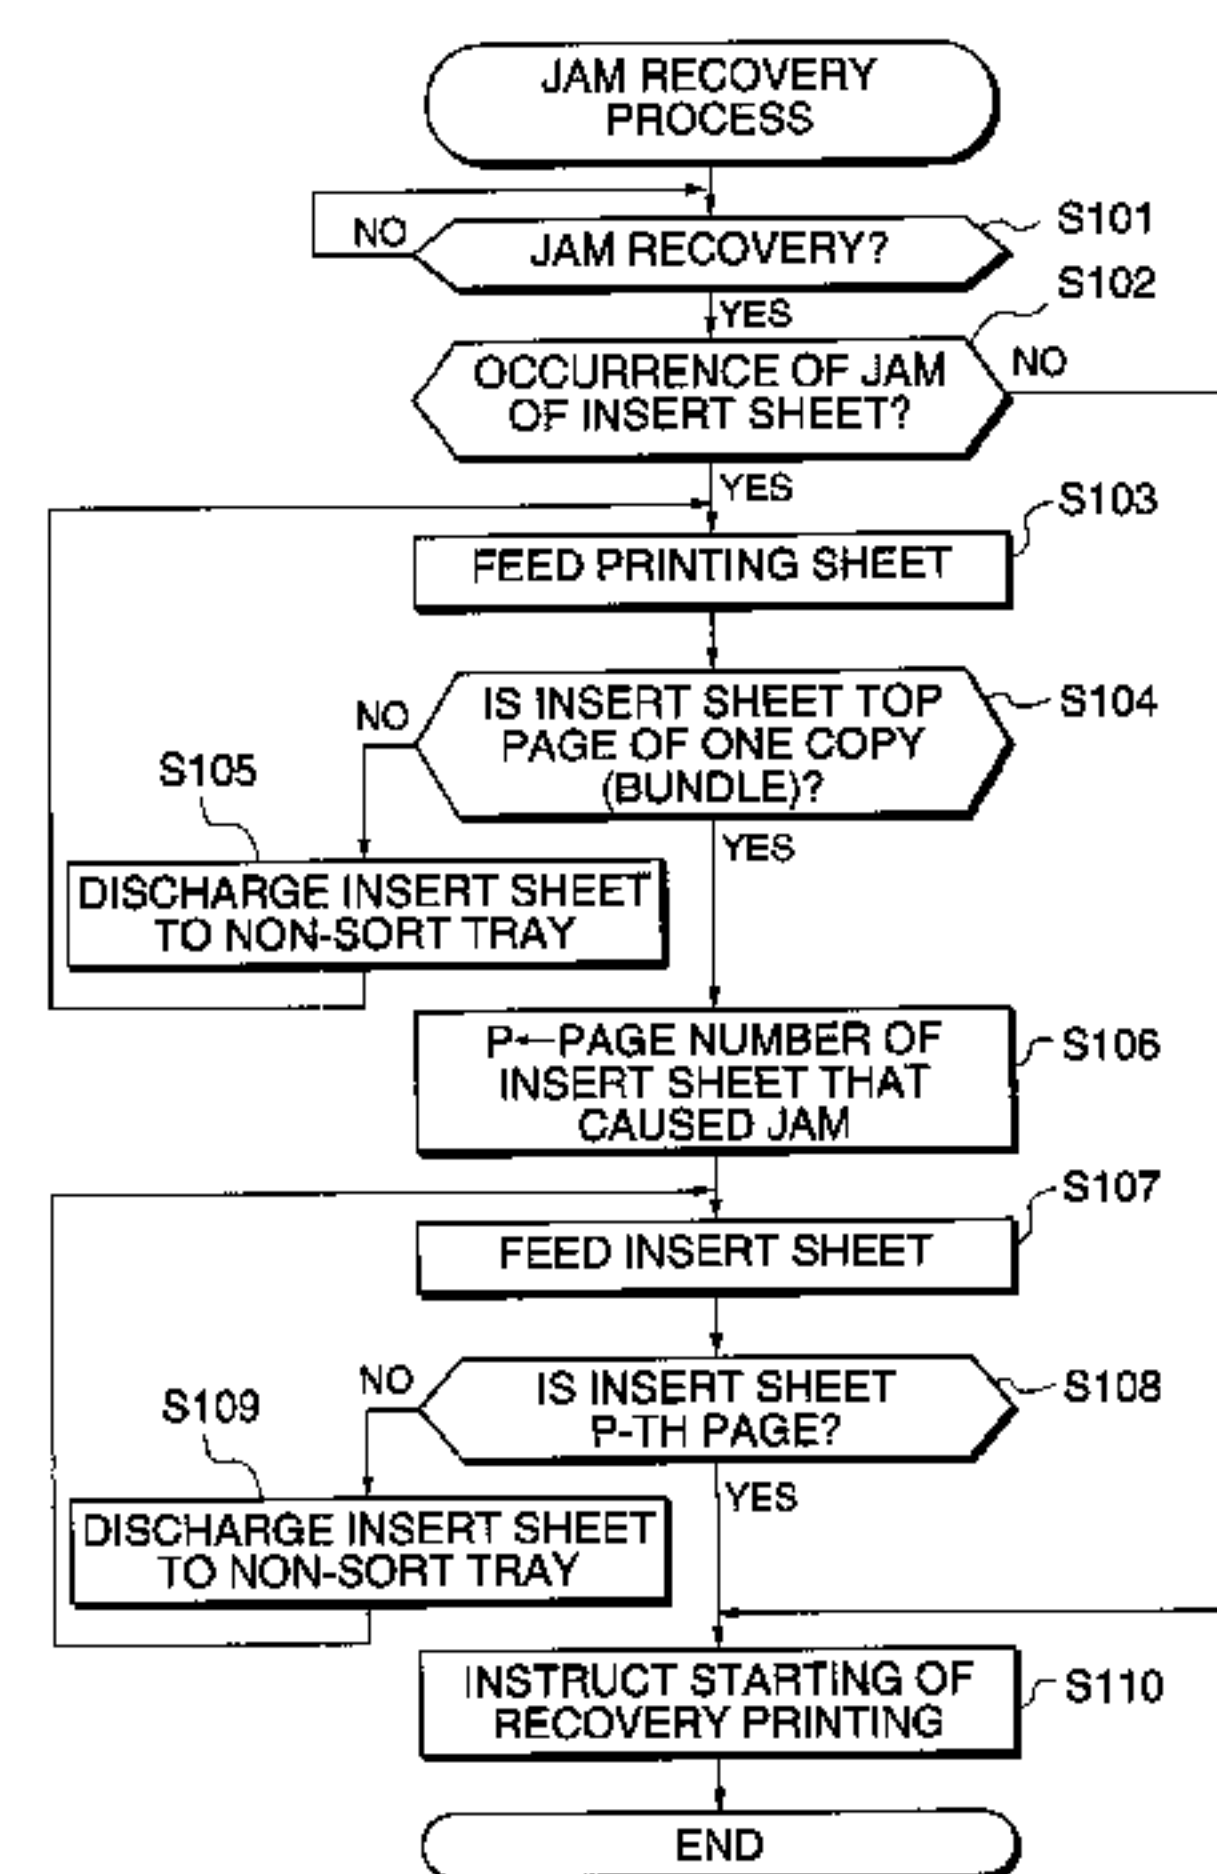 JAM RECOVERY
PROCESS
NO
JAM RECOVERY?
S101
YES
S102
OCCURRENCE OF JAM
OF INSERT SHEET?
NO
YES
S103
FEED PRINTING SHEET
NO
IS INSERT SHEET TOP
PAGE OF ONE COPY
(BUNDLE)?
S104
S105
YES
DISCHARGE INSERT SHEET
TO NON-SORT TRAY
P←PAGE NUMBER OF
INSERT SHEET THAT
CAUSED JAM
S106
S107
FEED INSERT SHEET
NO
IS INSERT SHEET
P-TH PAGE?
S108
S109
YES
DISCHARGE INSERT SHEET
TO NON-SORT TRAY
INSTRUCT STARTING OF
RECOVERY PRINTING
S110
END